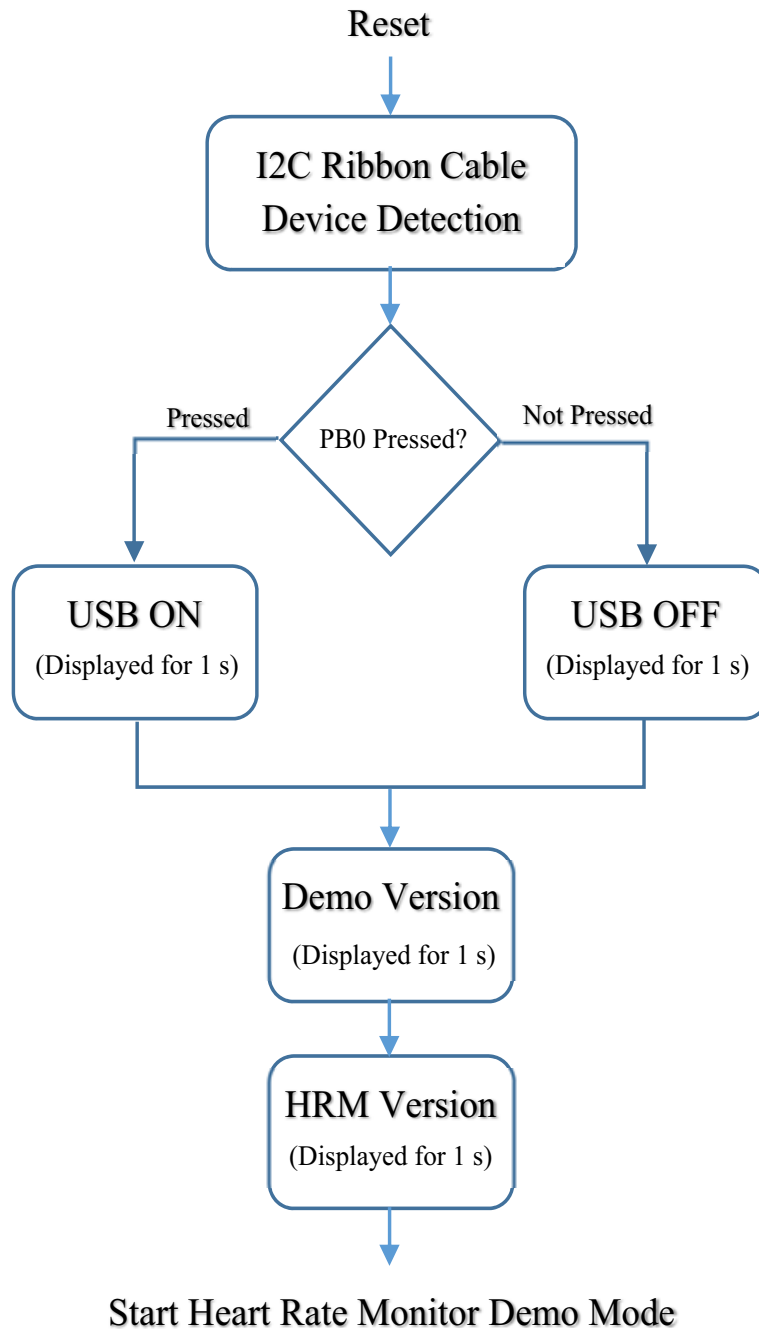 Reset
I2C Ribbon Cable
Device Detection
Pressed
Not Pressed
PB0 Pressed?
USB ON
(Displayed for 1 s)
USB OFF
(Displayed for 1 s)
Demo Version
(Displayed for 1 s)
HRM Version
(Displayed for 1 s)
Start Heart Rate Monitor Demo Mode